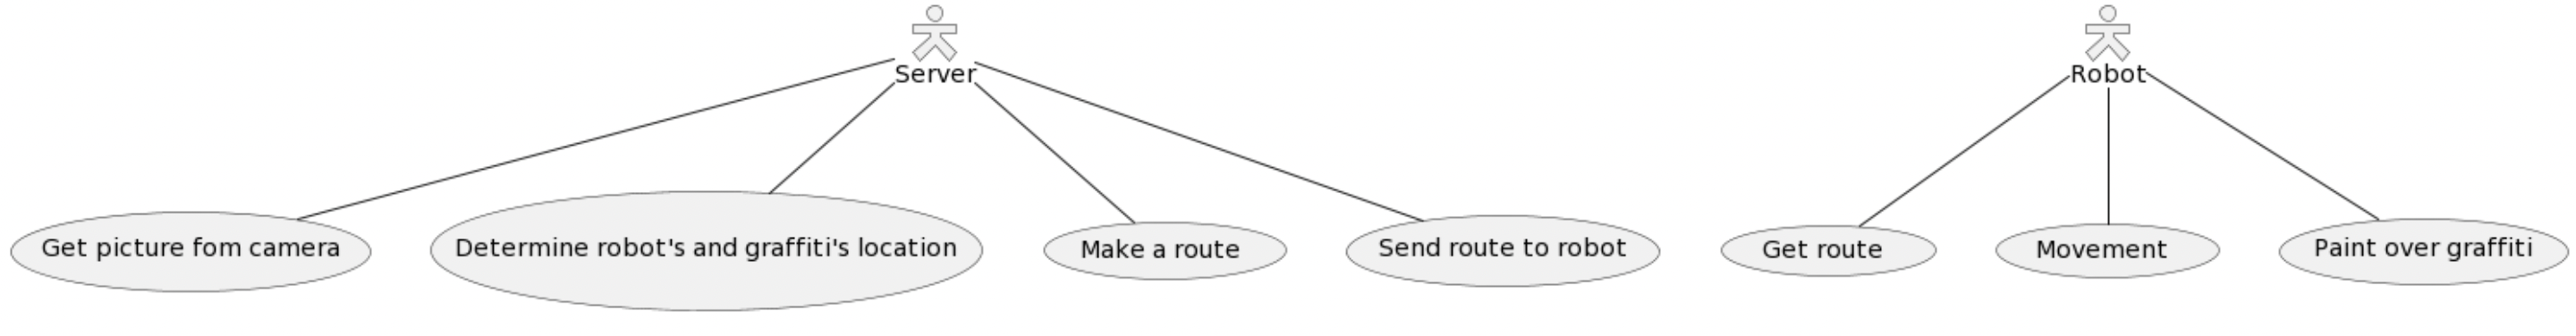 Server
Robot
Get picture fom camera
Determine robot's and graffiti's location
Make a route
Send route to robot
Get route
Movement
Paint over graffiti